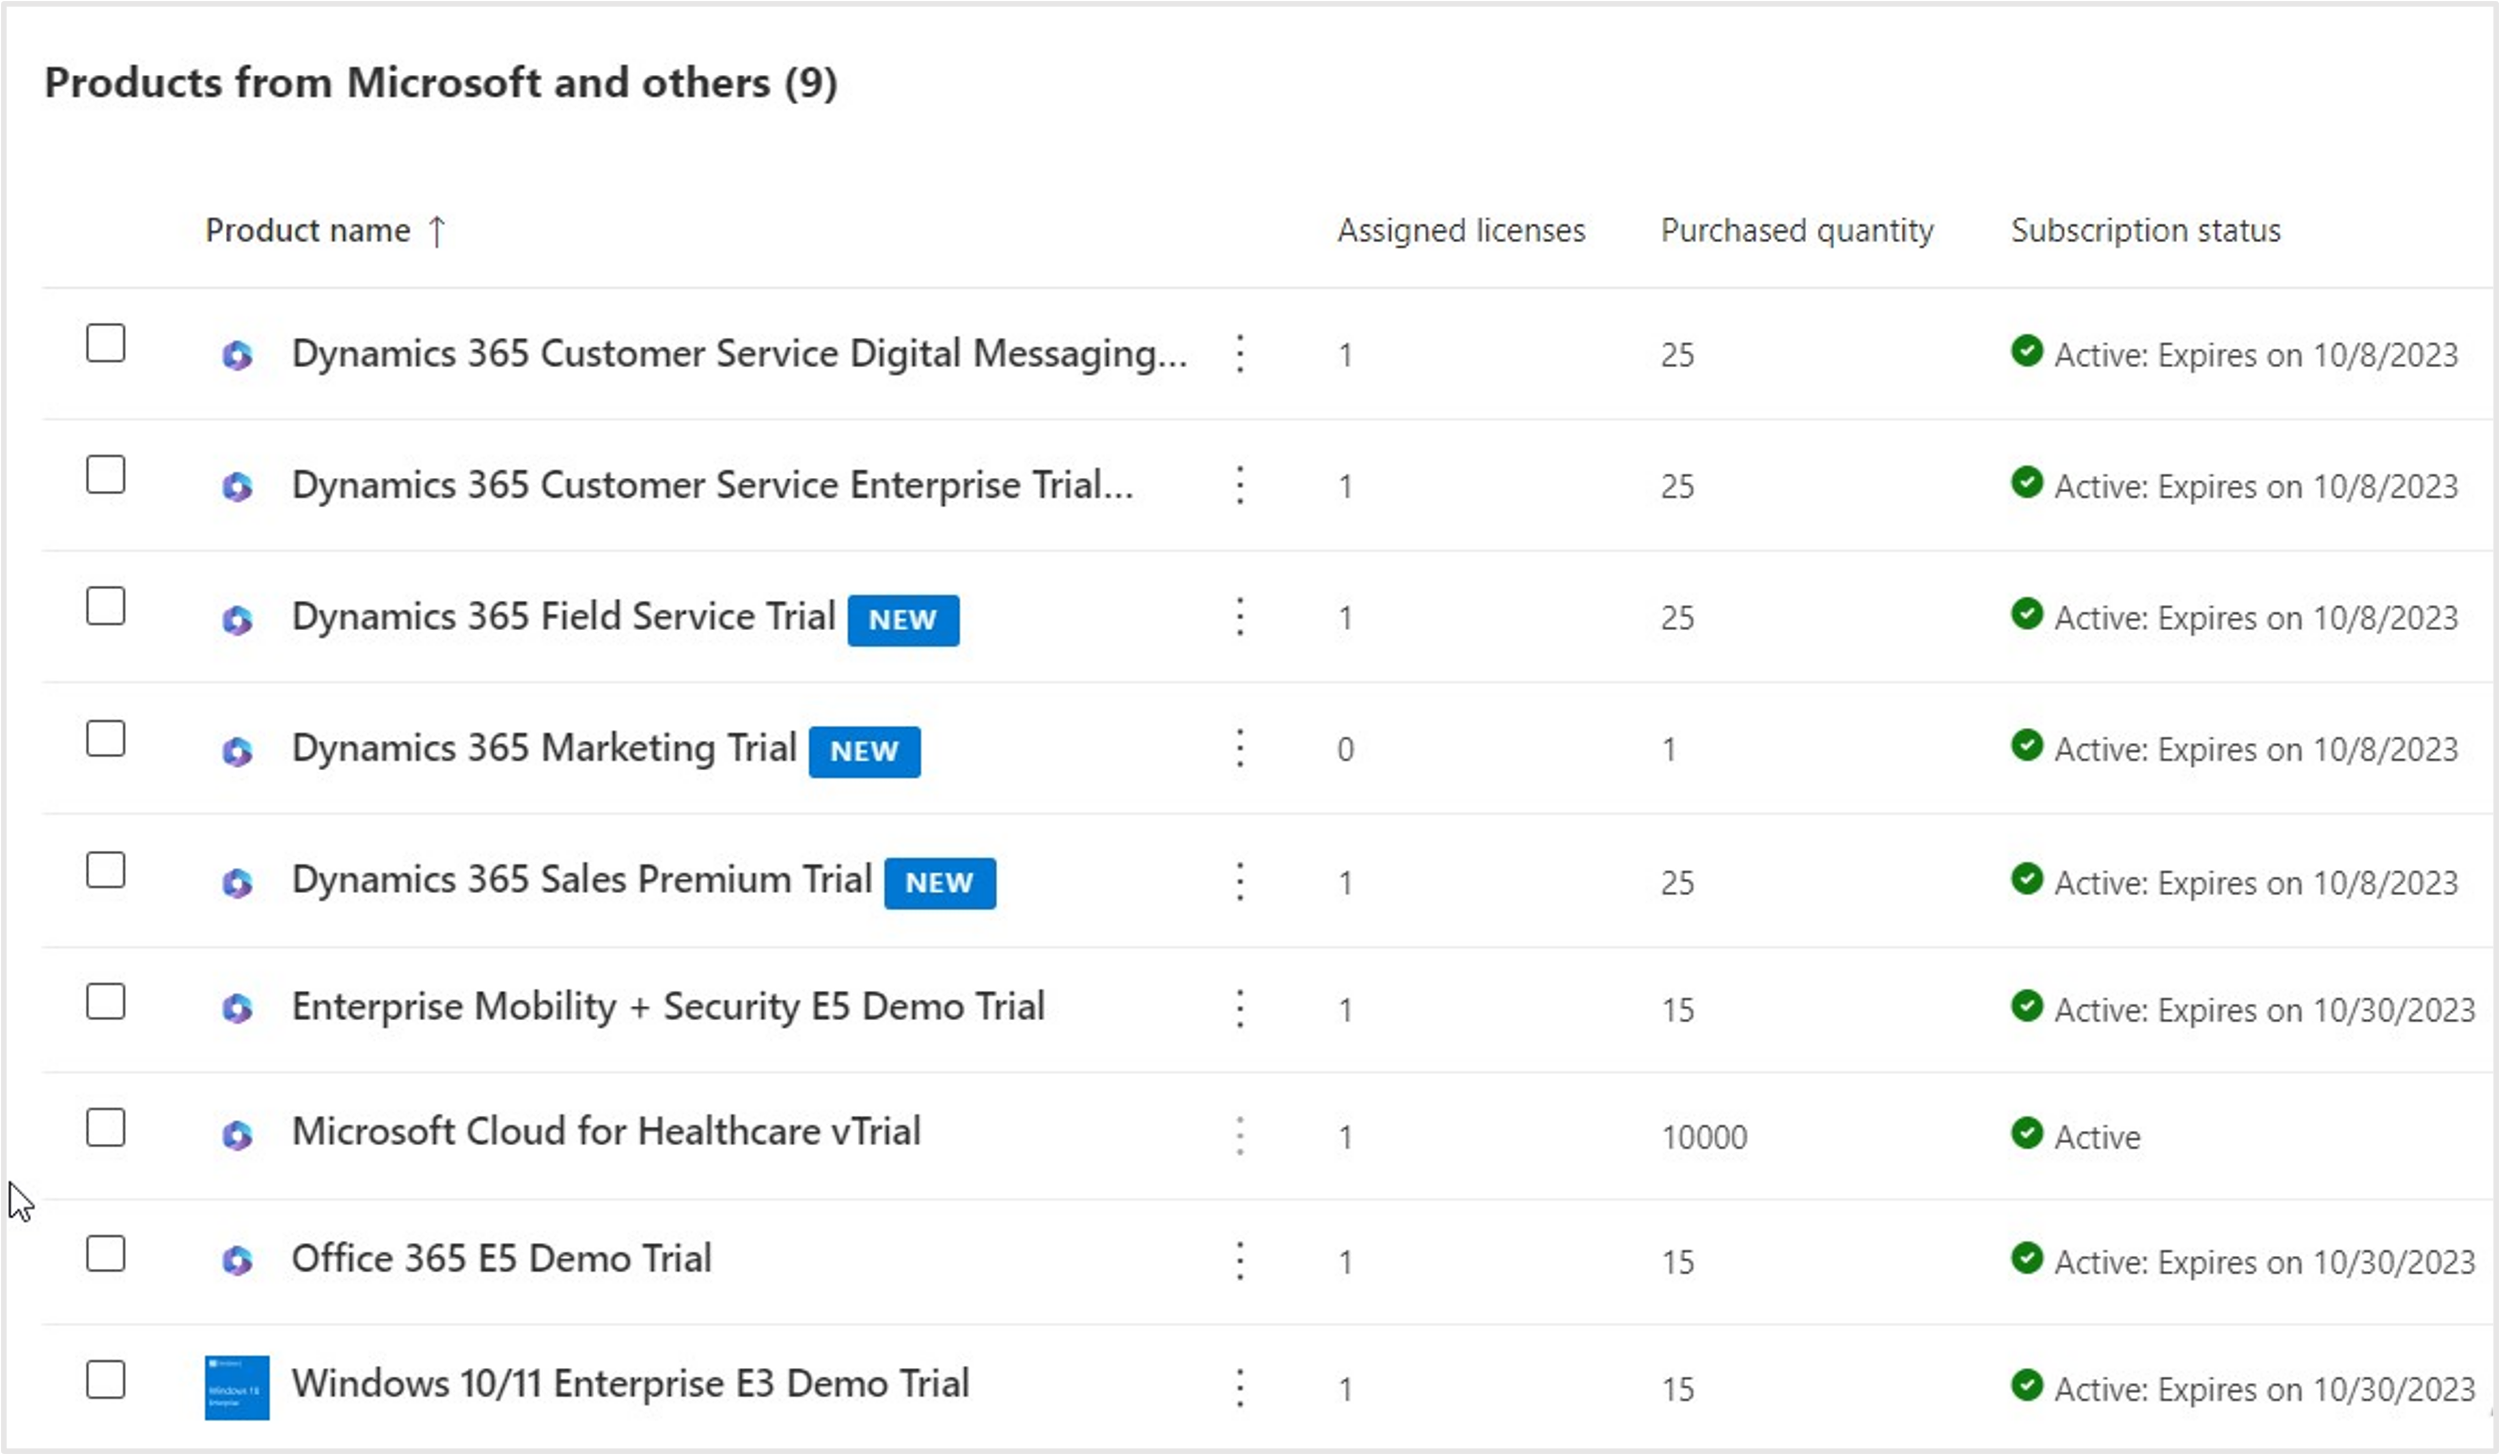 Products from Microsoft and others (9)
Product name ↑ Assigned licenses Purchased quantity Subscription status
Dynamics 365 Customer Service Digital Messaging... 1 25 Active: Expires on 10/8/2023
Dynamics 365 Customer Service Enterprise Trial... 1 25 Active: Expires on 10/8/2023
Dynamics 365 Field Service Trial NEW 1 25 Active: Expires on 10/8/2023
Dynamics 365 Marketing Trial NEW 0 1 Active: Expires on 10/8/2023
Dynamics 365 Sales Premium Trial NEW 1 25 Active: Expires on 10/8/2023
Enterprise Mobility + Security E5 Demo Trial 1 15 Active: Expires on 10/30/2023
Microsoft Cloud for Healthcare vTrial 1 10000 Active
Office 365 E5 Demo Trial 1 15 Active: Expires on 10/30/2023
Windows 10/11 Enterprise E3 Demo Trial 1 15 Active: Expires on 10/30/2023